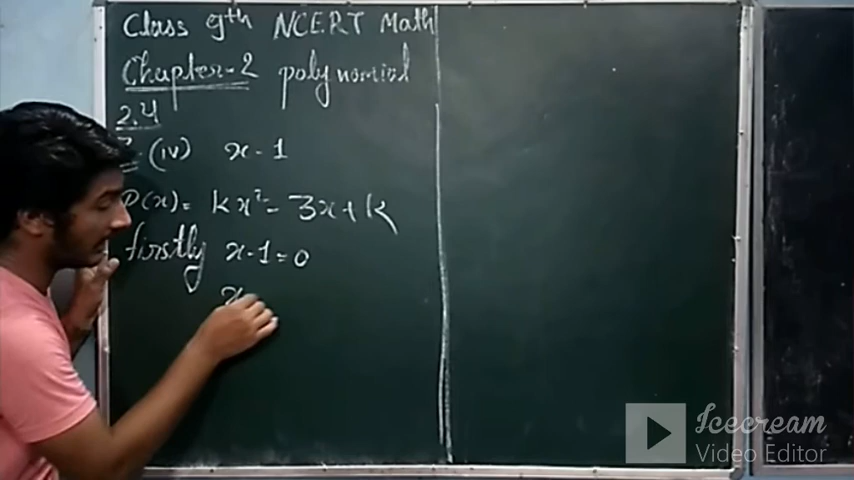 Class 9th NCERT Math
Chapter-2 polynomial
2.4
(iv) x-1
P(x) = kx²- 3x+k
firstly x-1=0
x
Icecream
Video Editor